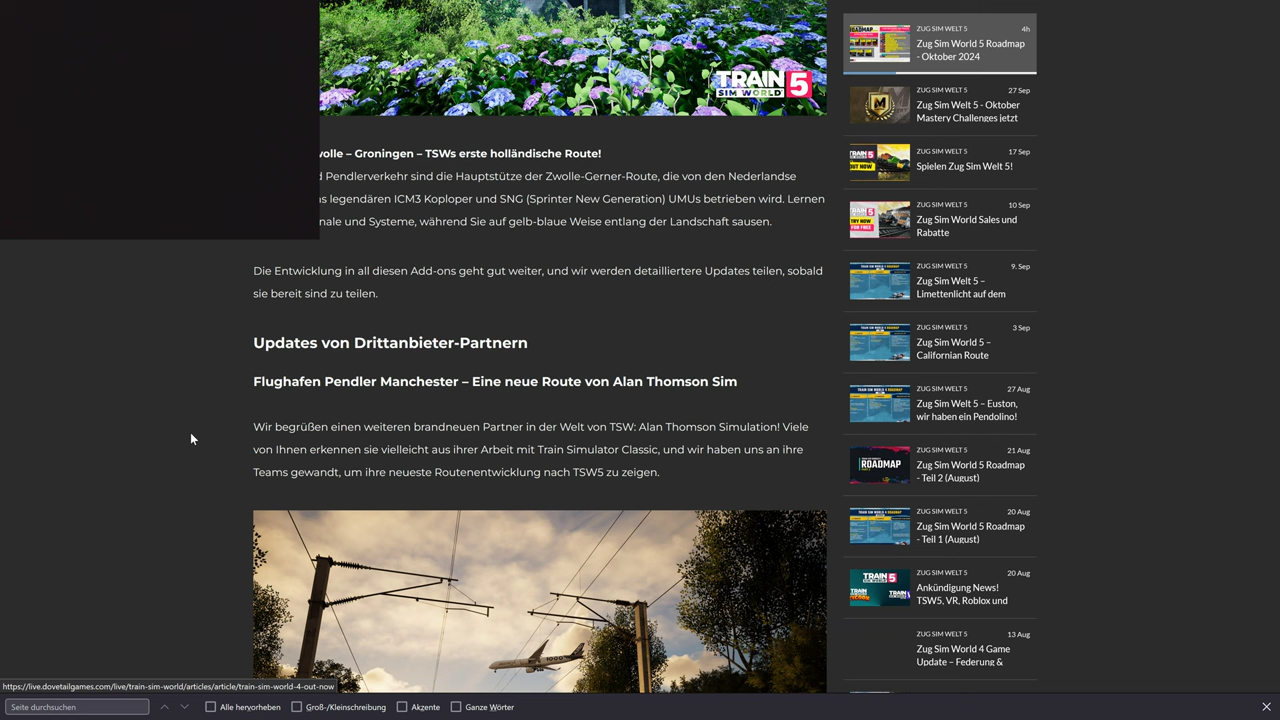 TRAIN
SIM WORLD 5
volle – Groningen – TSWs erste holländische Route!
d Pendlerverkehr sind die Hauptstütze der Zwolle-Gerner-Route, die von den Nederlandse
s legendären ICM3 Koploper und SNG (Sprinter New Generation) UMUs betrieben wird. Lernen
nale und Systeme, während Sie auf gelb-blaue Weise entlang der Landschaft sausen.
Die Entwicklung in all diesen Add-ons geht gut weiter, und wir werden detailliertere Updates teilen, sobald
sie bereit sind zu teilen.
Updates von Drittanbieter-Partnern
Flughafen Pendler Manchester – Eine neue Route von Alan Thomson Sim
Wir begrüßen einen weiteren brandneuen Partner in der Welt von TSW: Alan Thomson Simulation! Viele
von Ihnen erkennen sie vielleicht aus ihrer Arbeit mit Train Simulator Classic, und wir haben uns an ihre
Teams gewandt, um ihre neueste Routenentwicklung nach TSW5 zu zeigen.
ZUG SIM WELT 5 4h
Zug Sim World 5 Roadmap
- Oktober 2024
ZUG SIM WELT 5 27 Sep
Zug Sim Welt 5 - Oktober
Mastery Challenges jetzt
ZUG SIM WELT 5 17 Sep
Spielen Zug Sim Welt 5!
ZUG SIM WELT 5 10 Sep
Zug Sim World Sales und
Rabatte
ZUG SIM WELT 5 9. Sep
Zug Sim Welt 5 –
Limettenlicht auf dem
ZUG SIM WELT 5 3 Sep
Zug Sim World 5 –
Californian Route
ZUG SIM WELT 5 27 Aug
Zug Sim Welt 5 – Euston,
wir haben ein Pendolino!
ZUG SIM WELT 5 21 Aug
ROADMAP
Zug Sim World 5 Roadmap
- Teil 2 (August)
ZUG SIM WELT 5 20 Aug
Zug Sim World 5 Roadmap
- Teil 1 (August)
ZUG SIM WELT 5 20 Aug
Ankündigung News!
TSW5, VR, Roblox und
ZUG SIM WELT 5 13 Aug
Zug Sim World 4 Game
Update – Federung &
https://live.dovetailgames.com/live/train-sim-world/articles/article/train-sim-world-4-out-now
Seite durchsuchen Alle hervorheben Groß-/Kleinschreibung Akzente Ganze Wörter